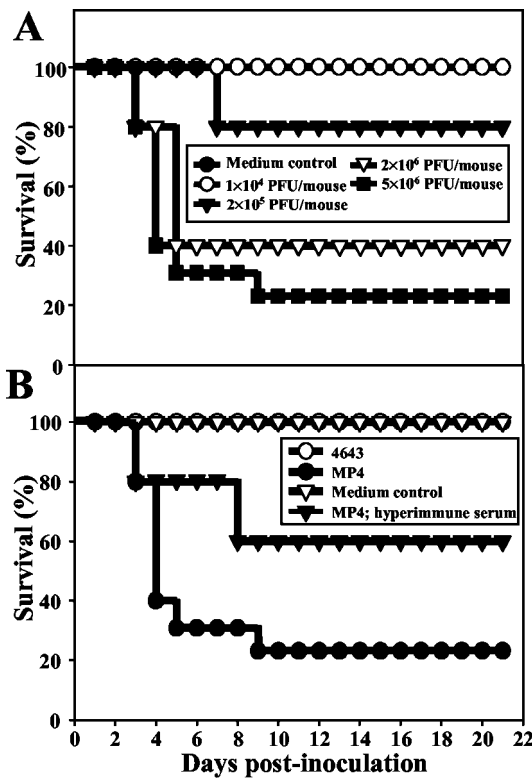 A
Survival (%)
100
80
60
40
20
0
Medium control
1×10⁴ PFU/mouse
2×10⁵ PFU/mouse
2×10⁶ PFU/mouse
5×10⁶ PFU/mouse
B
Survival (%)
100
80
60
40
20
0
4643
MP4
Medium control
MP4; hyperimmune serum
0 2 4 6 8 10 12 14 16 18 20 22
Days post-inoculation